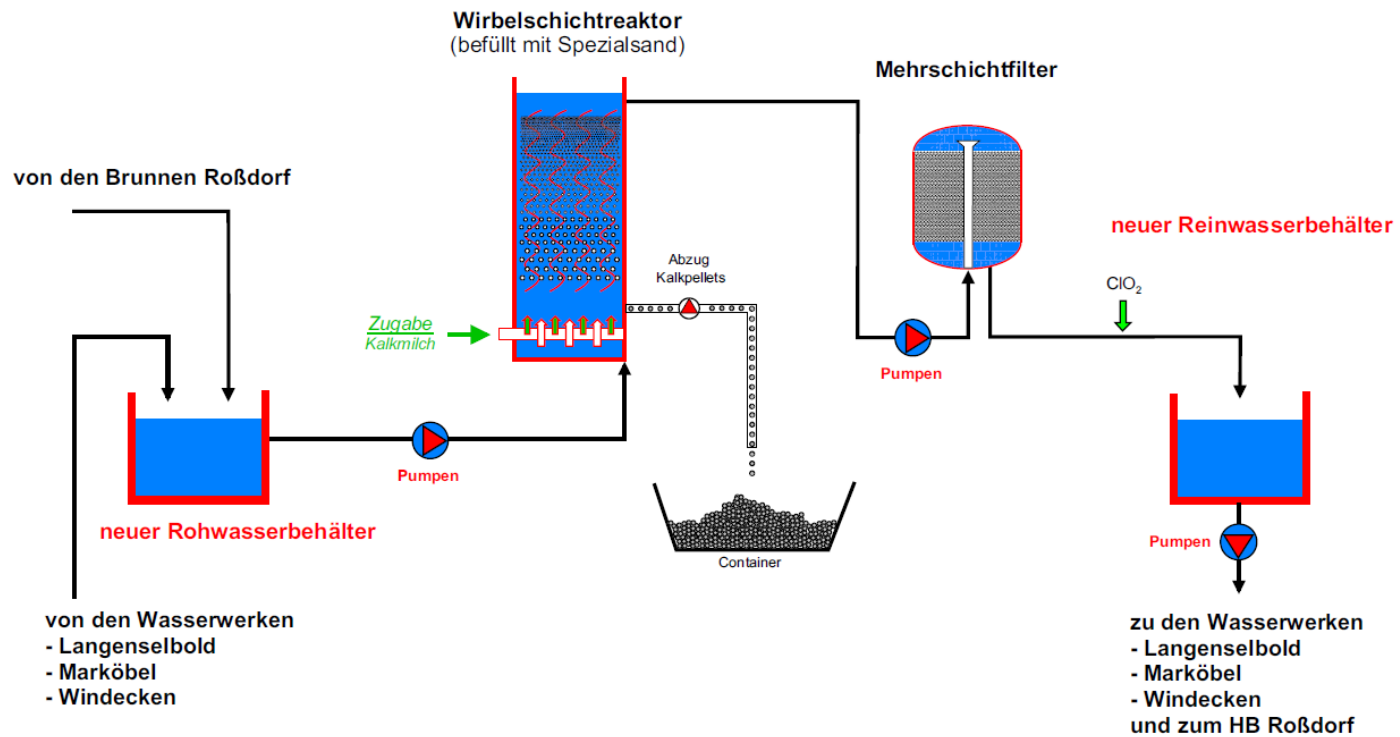 Wirbelschichtreaktor
(befüllt mit Spezialsand)
Mehrschichtfilter
von den Brunnen Roßdorf
neuer Reinwasserbehälter
Abzug
Kalkpellets
ClO₂
Zugabe
Kalkmilch
Pumpen
Pumpen
neuer Rohwasserbehälter
Pumpen
Container
von den Wasserwerken
- Langenselbold
- Marköbel
- Windecken
zu den Wasserwerken
- Langenselbold
- Marköbel
- Windecken
und zum HB Roßdorf